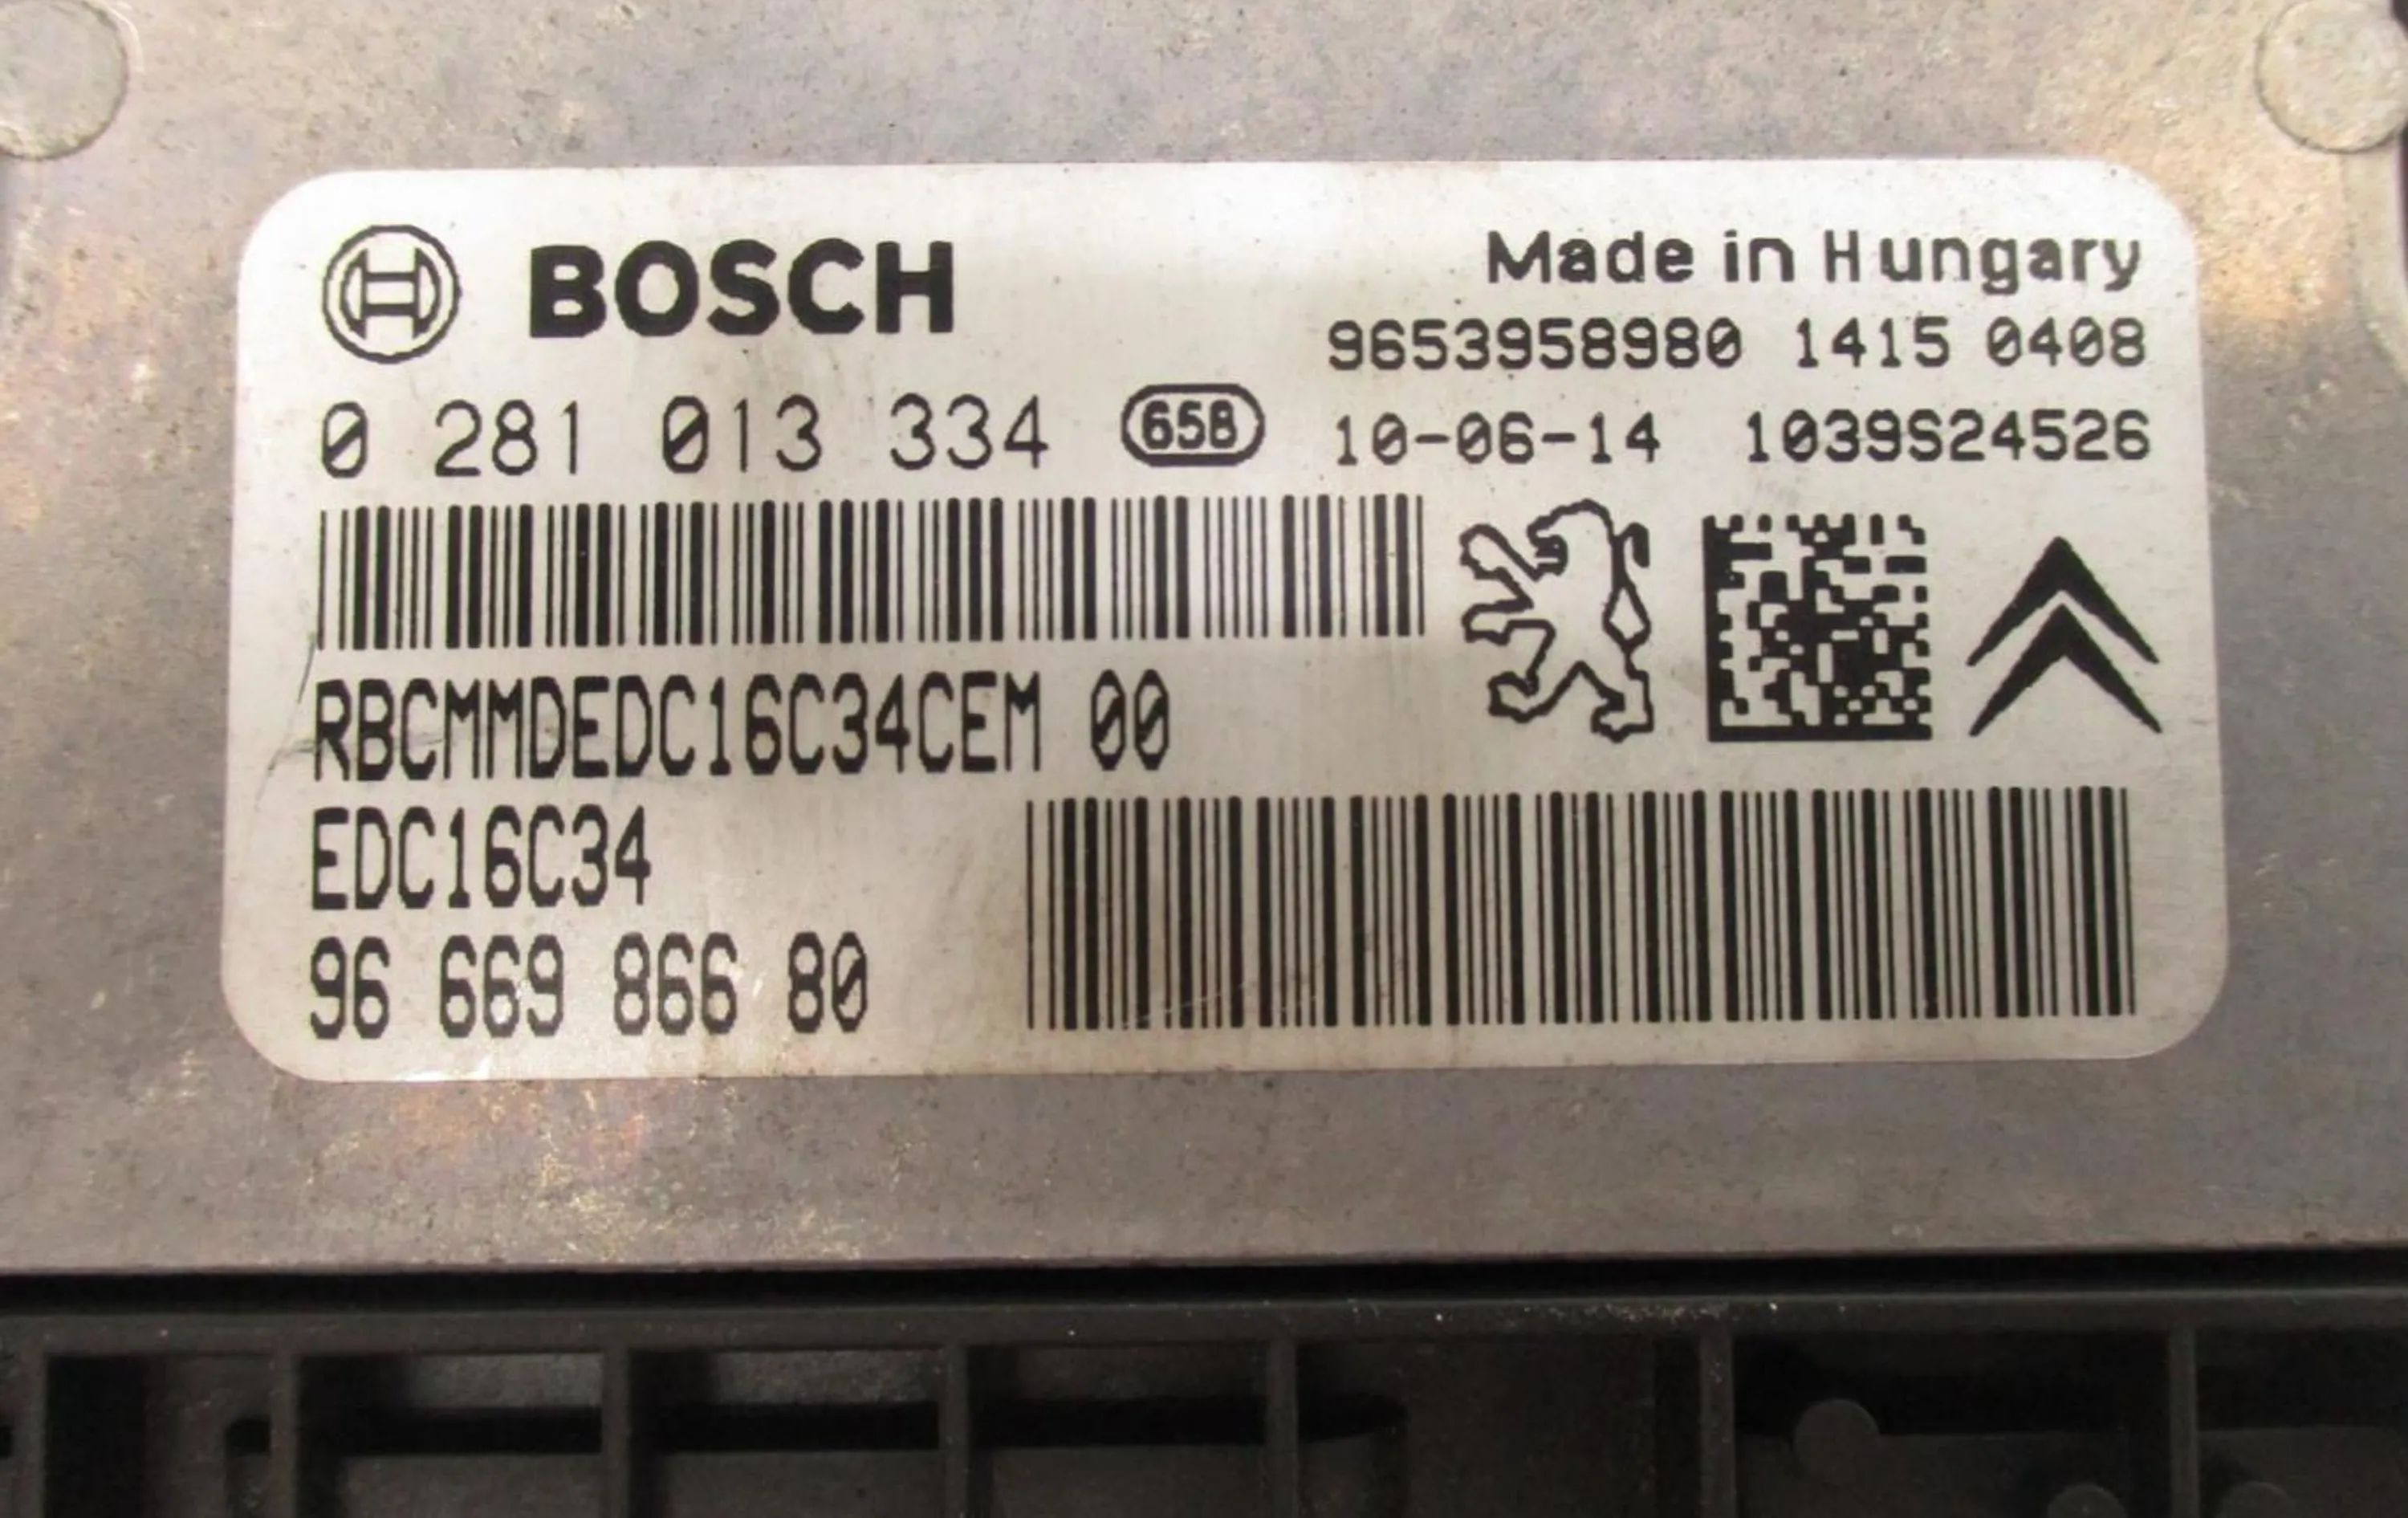 BOSCH
Made in Hungary
9653958980 1415 0408
0 281 013 334 65B 10-06-14 1039S24526
RBCMMDEDC16C34CEM 00
EDC16C34
96 669 866 80